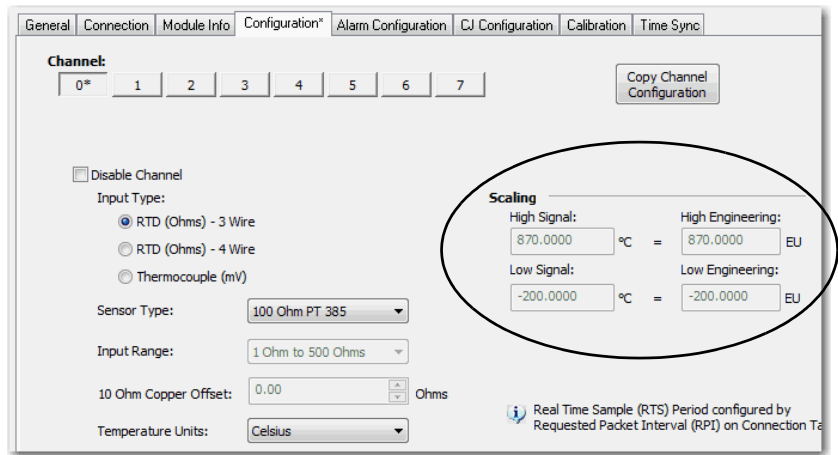 General Connection Module Info Configuration* Alarm Configuration CJ Configuration Calibration Time Sync
Channel:
0* 1 2 3 4 5 6 7
Copy Channel
Configuration
Disable Channel
Input Type:
RTD (Ohms) - 3 Wire
RTD (Ohms) - 4 Wire
Thermocouple (mV)
Sensor Type: 100 Ohm PT 385
Input Range: 1 Ohm to 500 Ohms
10 Ohm Copper Offset: 0.00 Ohms
Temperature Units: Celsius
Scaling
High Signal: High Engineering:
870.0000 °C = 870.0000 EU
Low Signal: Low Engineering:
-200.0000 °C = -200.0000 EU
Real Time Sample (RTS) Period configured by
Requested Packet Interval (RPI) on Connection Ta